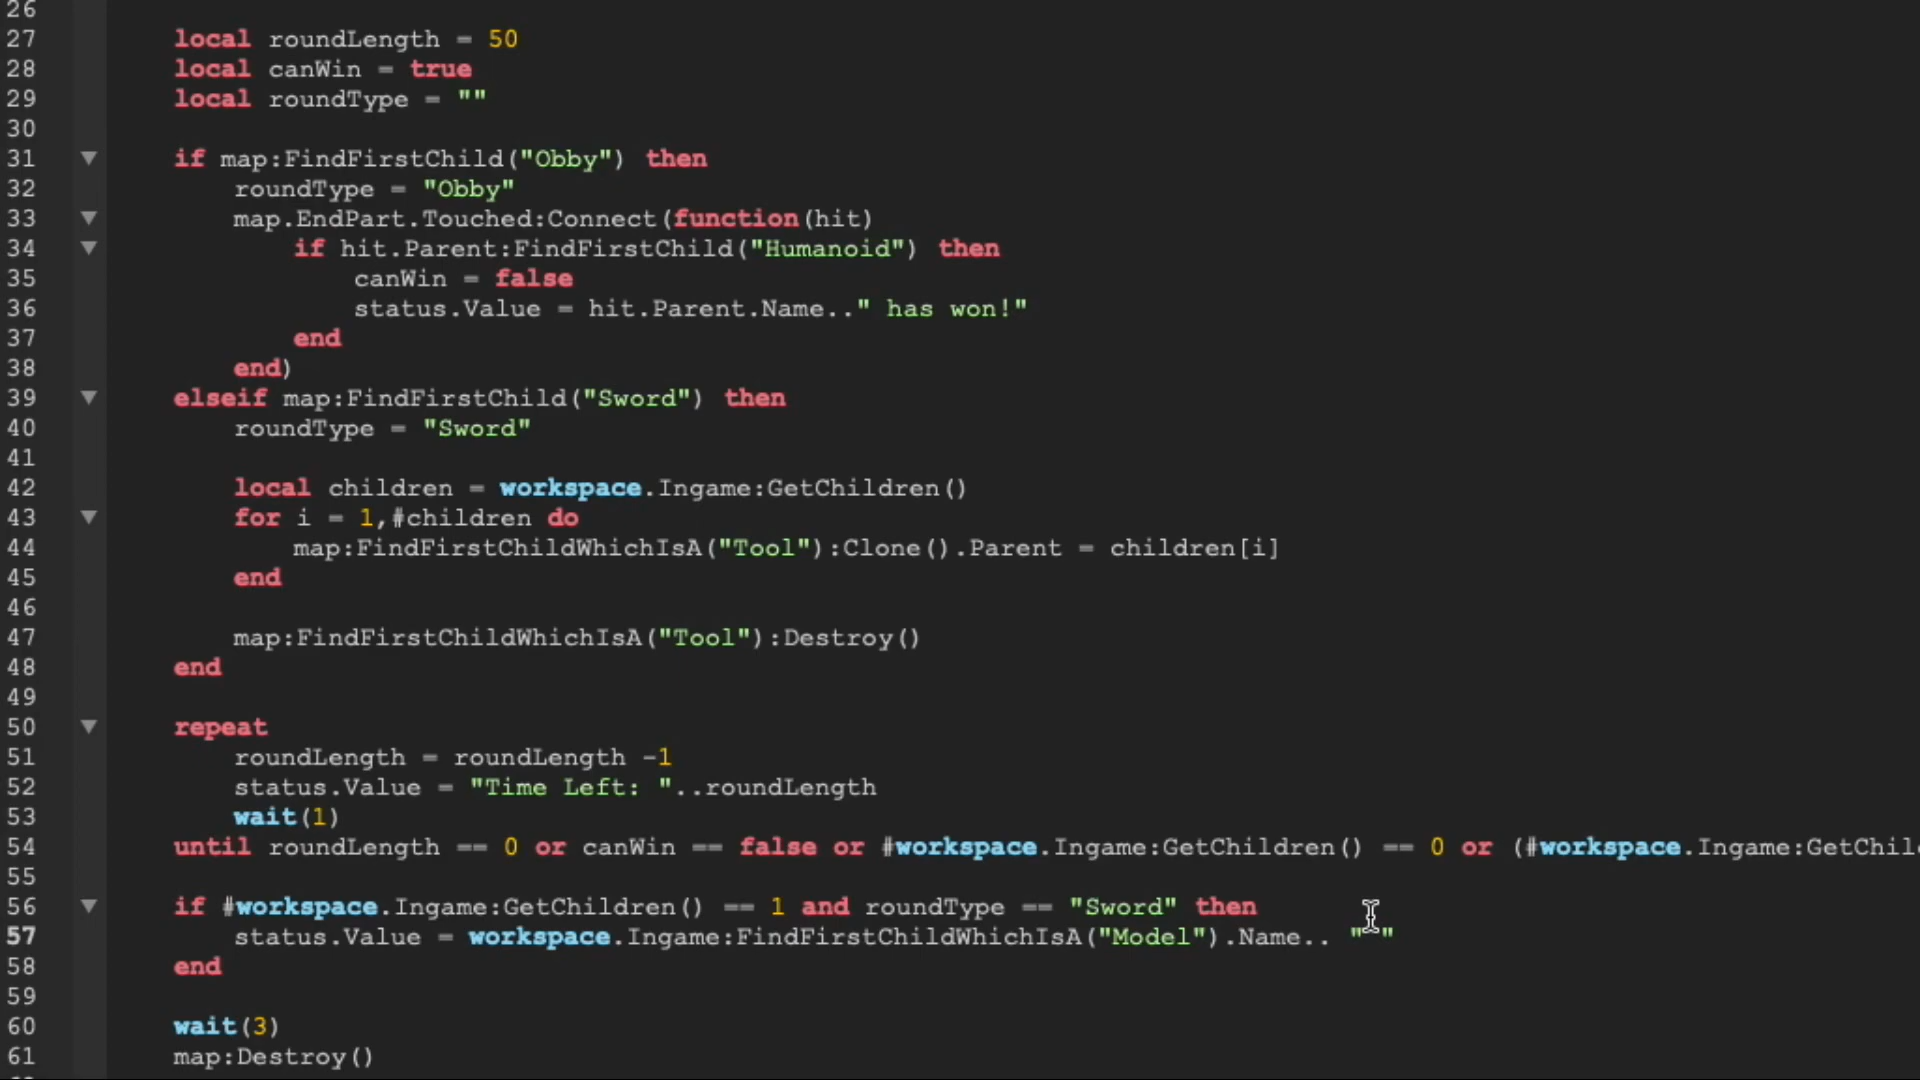 26
27 local roundLength = 50
28 local canWin = true
29 local roundType = ""
30
31 if map:FindFirstChild("Obby") then
32 roundType = "Obby"
33 map.EndPart.Touched:Connect(function(hit)
34 if hit.Parent:FindFirstChild("Humanoid") then
35 canWin = false
36 status.Value = hit.Parent.Name.." has won!"
37 end
38 end)
39 elseif map:FindFirstChild("Sword") then
40 roundType = "Sword"
41
42 local children = workspace.Ingame:GetChildren()
43 for i = 1,#children do
44 map:FindFirstChildWhichIsA("Tool"):Clone().Parent = children[i]
45 end
46
47 map:FindFirstChildWhichIsA("Tool"):Destroy()
48 end
49
50 repeat
51 roundLength = roundLength -1
52 status.Value = "Time Left: "..roundLength
53 wait(1)
54 until roundLength == 0 or canWin == false or #workspace.Ingame:GetChildren() == 0 or (#workspace.Ingame:GetChil
55
56 if #workspace.Ingame:GetChildren() == 1 and roundType == "Sword" then
57 status.Value = workspace.Ingame:FindFirstChildWhichIsA("Model").Name.. " "
58 end
59
60 wait(3)
61 map:Destroy()